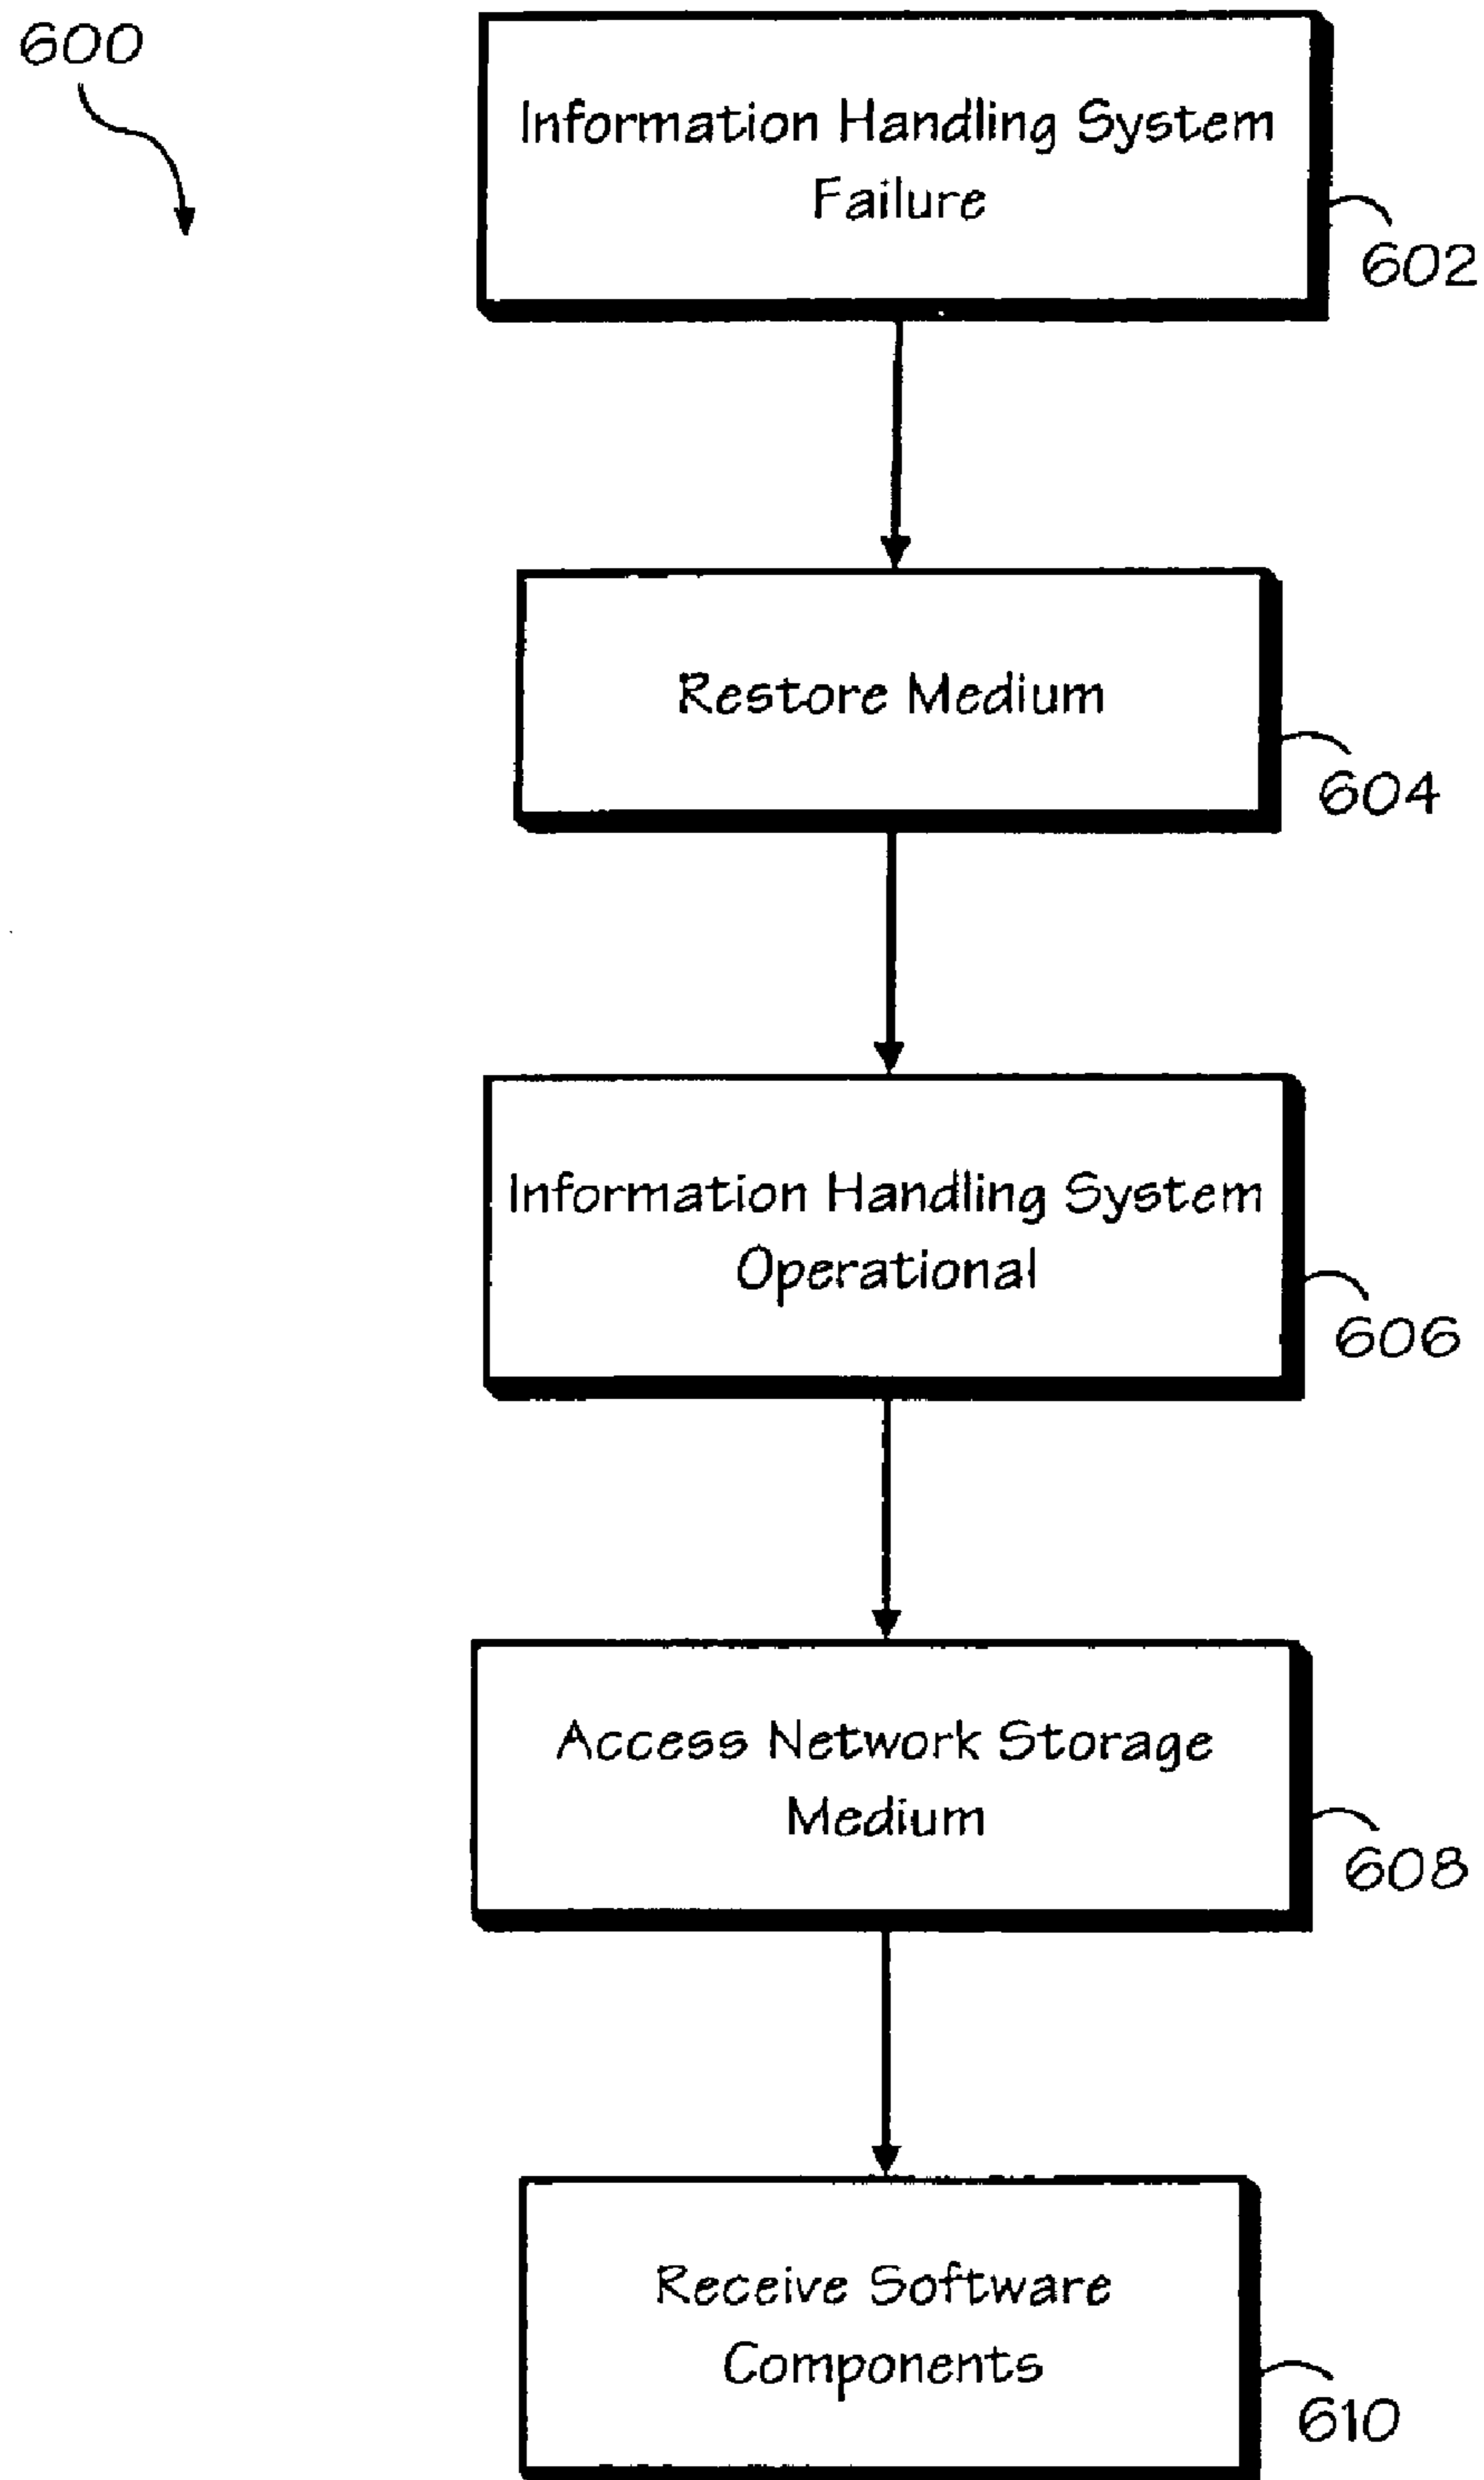 600
Information Handling System
Failure
602
Restore Medium
604
Information Handling System
Operational
606
Access Network Storage
Medium
608
Receive Software
Components
610